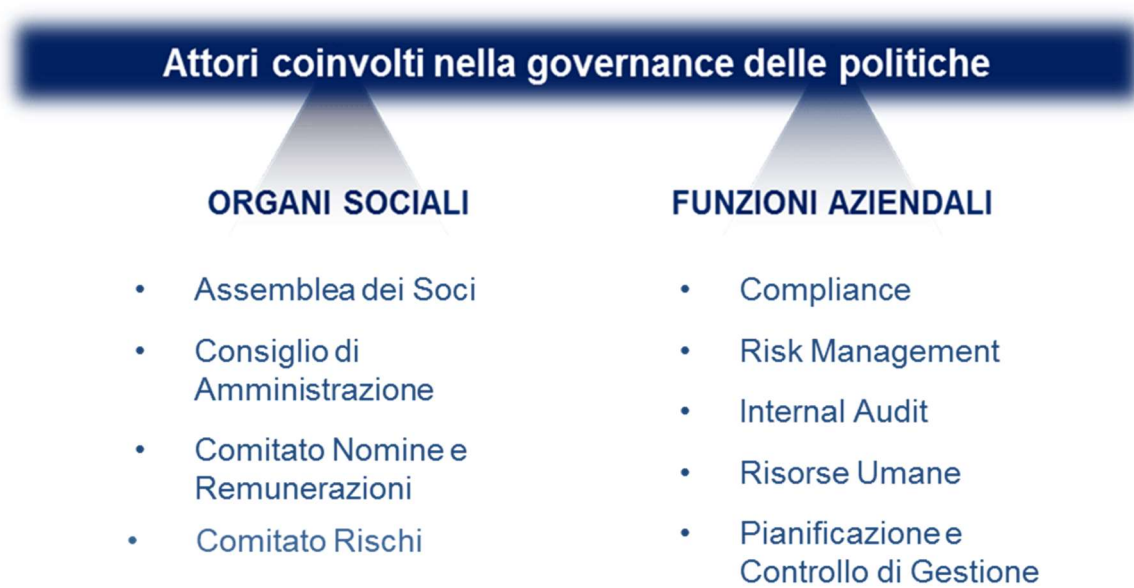 Attori coinvolti nella governance delle politiche
ORGANI SOCIALI
• Assemblea dei Soci
• Consiglio di
Amministrazione
• Comitato Nomine e
Remunerazioni
• Comitato Rischi
FUNZIONI AZIENDALI
• Compliance
• Risk Management
• Internal Audit
• Risorse Umane
• Pianificazione e
Controllo di Gestione